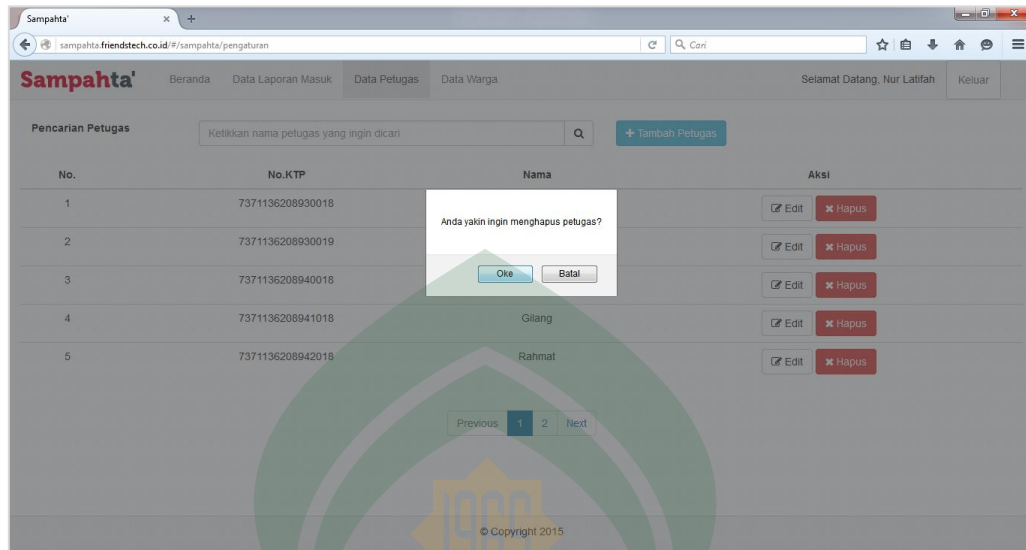 Sampahta'
sampahta.friendstech.co.id/#/sampahta/pengaturan
Cari
Sampahta' Beranda Data Laporan Masuk Data Petugas Data Warga Selamat Datang, Nur Latifah Keluar
Pencarian Petugas Ketikkan nama petugas yang ingin dicari Tambah Petugas
No. No.KTP Nama Aksi
1 7371136208930018 Edit Hapus
Anda yakin ingin menghapus petugas?
2 7371136208930019 Edit Hapus
Oke Batal
3 7371136208940018 Edit Hapus
4 7371136208941018 Gilang Edit Hapus
5 7371136208942018 Rahmat Edit Hapus
Previous 1 2 Next
1965
© Copyright 2015